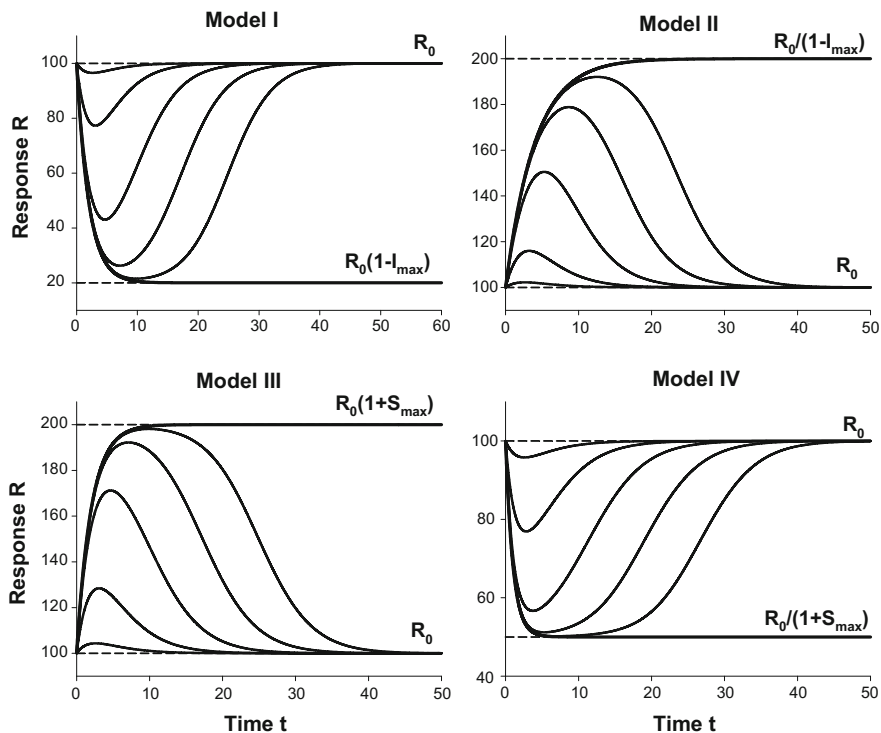 Model I
R₀
R₀(1-Iₘₐₓ)
Response R
100
80
60
40
20
0
0 10 20 30 40 50 60
Model II
R₀/(1-Iₘₐₓ)
R₀
200
180
160
140
120
100
0 10 20 30 40 50
Model III
R₀(1+Sₘₐₓ)
R₀
Response R
200
180
160
140
120
100
0 10 20 30 40 50
Time t
Model IV
R₀
R₀/(1+Sₘₐₓ)
100
80
60
40
0 10 20 30 40 50
Time t